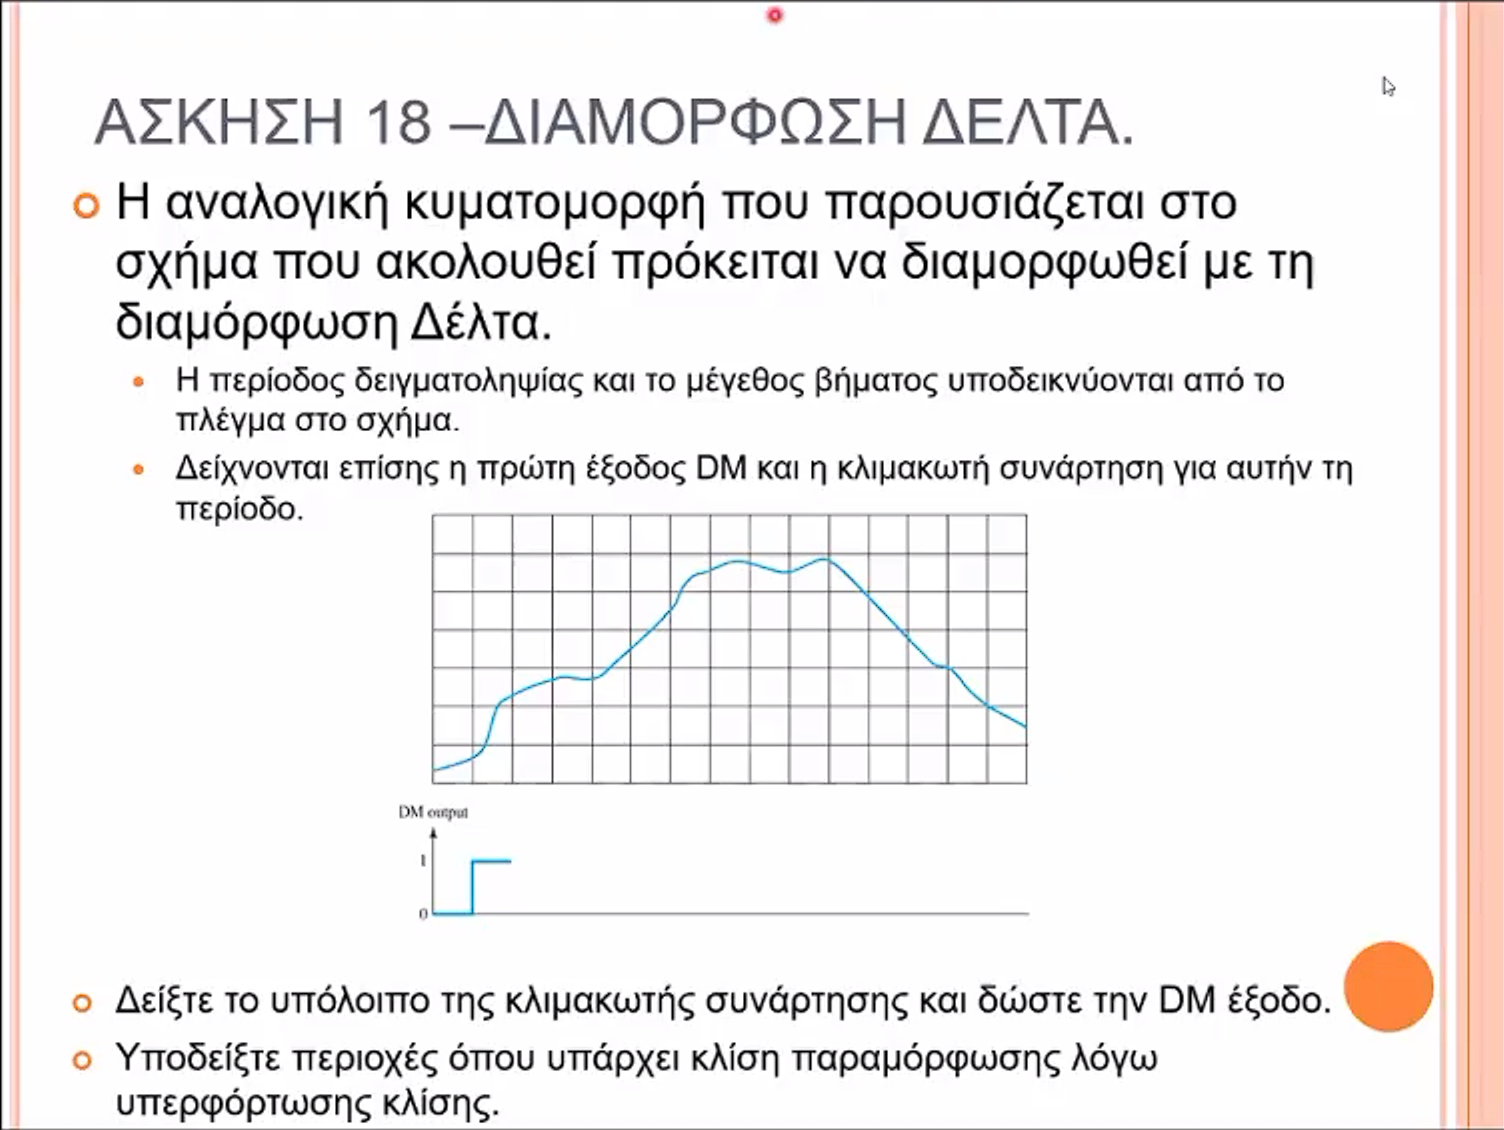 ΑΣΚΗΣΗ 18 –ΔΙΑΜΟΡΦΩΣΗ ΔΕΛΤΑ.
Η αναλογική κυματομορφή που παρουσιάζεται στο
σχήμα που ακολουθεί πρόκειται να διαμορφωθεί με τη
διαμόρφωση Δέλτα.
Η περίοδος δειγματοληψίας και το μέγεθος βήματος υποδεικνύονται από το
πλέγμα στο σχήμα.
Δείχνονται επίσης η πρώτη έξοδος DM και η κλιμακωτή συνάρτηση για αυτήν τη
περίοδο.
DM output
1
0
Δείξτε το υπόλοιπο της κλιμακωτής συνάρτησης και δώστε την DM έξοδο.
Υποδείξτε περιοχές όπου υπάρχει κλίση παραμόρφωσης λόγω
υπερφόρτωσης κλίσης.